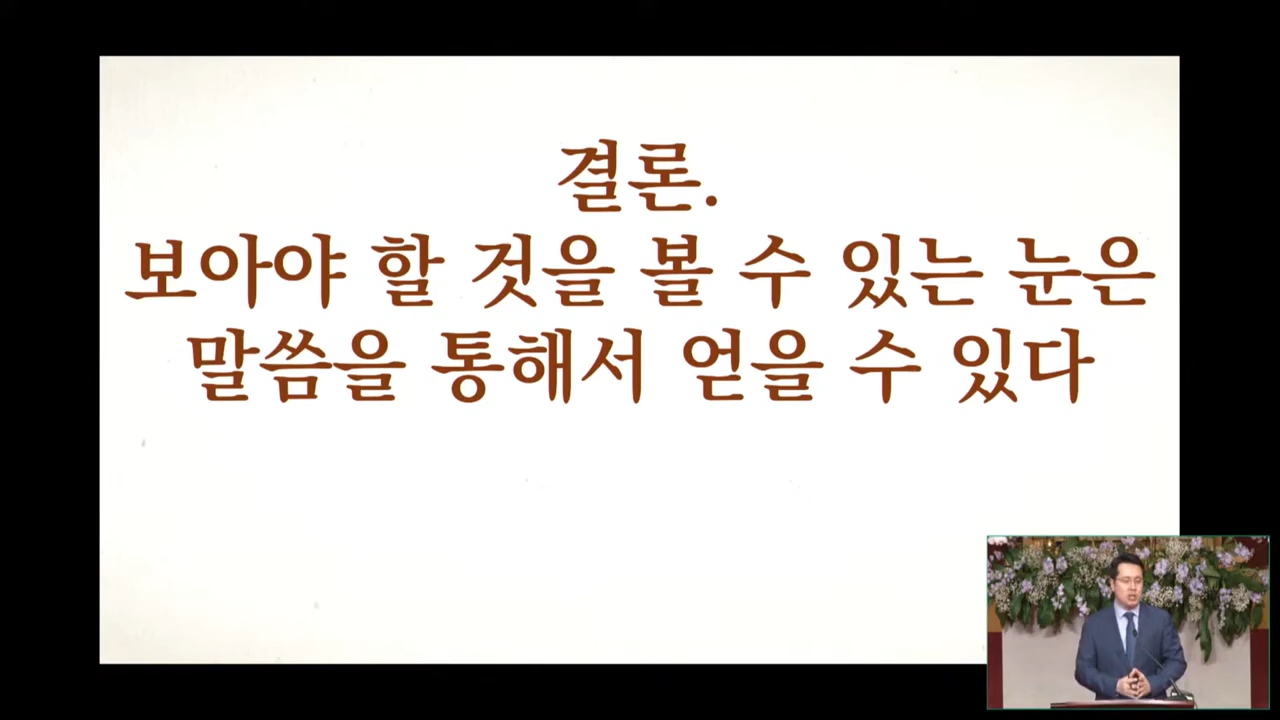 결론.
보아야 할 것을 볼 수 있는 눈은
말씀을 통해서 얻을 수 있다